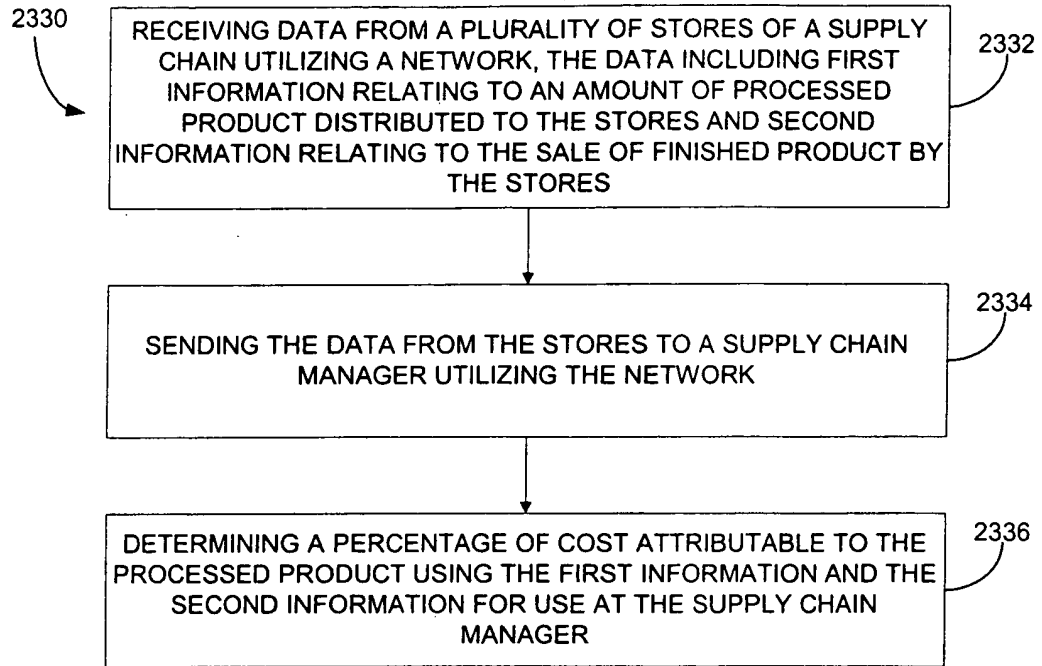 2330
RECEIVING DATA FROM A PLURALITY OF STORES OF A SUPPLY
CHAIN UTILIZING A NETWORK, THE DATA INCLUDING FIRST
INFORMATION RELATING TO AN AMOUNT OF PROCESSED
PRODUCT DISTRIBUTED TO THE STORES AND SECOND
INFORMATION RELATING TO THE SALE OF FINISHED PRODUCT BY
THE STORES
2332
SENDING THE DATA FROM THE STORES TO A SUPPLY CHAIN
MANAGER UTILIZING THE NETWORK
2334
DETERMINING A PERCENTAGE OF COST ATTRIBUTABLE TO THE
PROCESSED PRODUCT USING THE FIRST INFORMATION AND THE
SECOND INFORMATION FOR USE AT THE SUPPLY CHAIN
MANAGER
2336